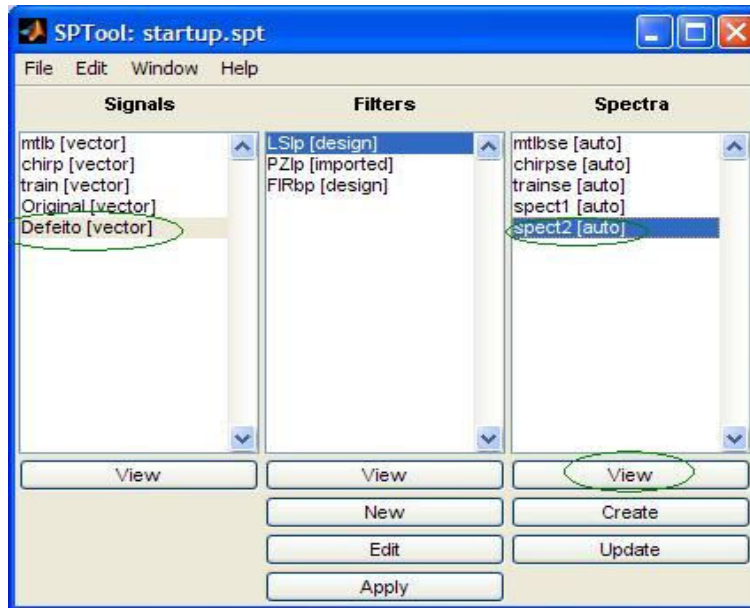 SPTool: startup.spt
File Edit Window Help
Signals
mtlb [vector]
chirp [vector]
train [vector]
Original [vector]
Defeito [vector]
View
Filters
LSlp [design]
PZlp [imported]
FIRbp [design]
View
New
Edit
Apply
Spectra
mtlbse [auto]
chirpse [auto]
trainse [auto]
spect1 [auto]
spect2 [auto]
View
Create
Update